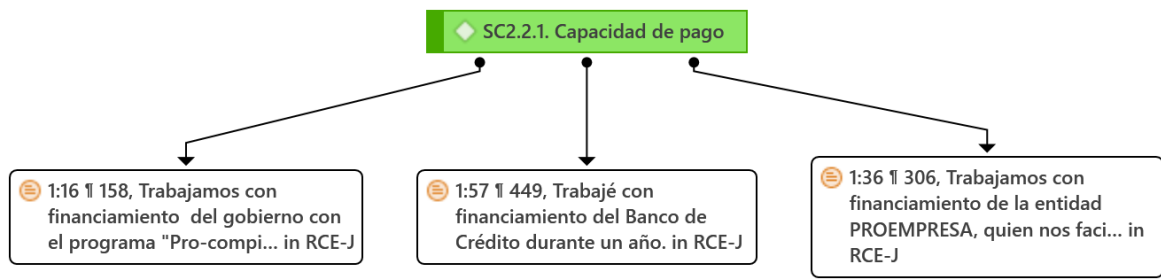 SC2.2.1. Capacidad de pago
1:16 ¶ 158, Trabajamos con
financiamiento del gobierno con
el programa "Pro-compi... in RCE-J
1:57 ¶ 449, Trabajé con
financiamiento del Banco de
Crédito durante un año. in RCE-J
1:36 ¶ 306, Trabajamos con
financiamiento de la entidad
PROEMPRESA, quien nos faci... in
RCE-J